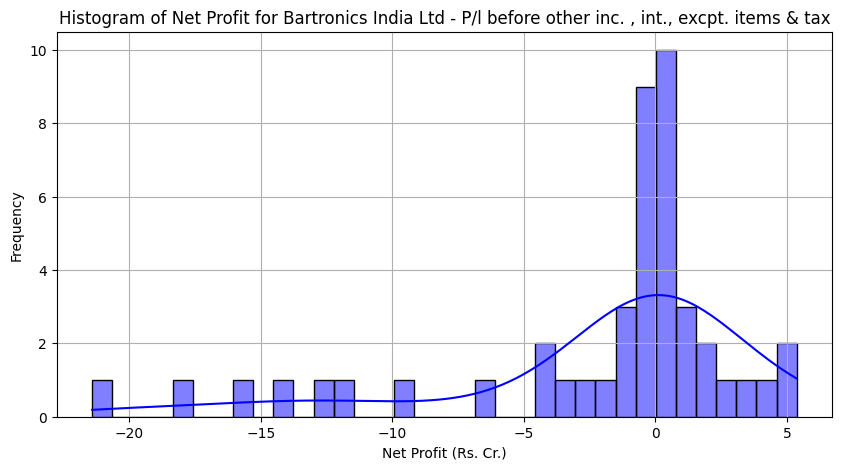 Histogram of Net Profit for Bartronics India Ltd - P/l before other inc. , int., excpt. items & tax
10
8
6
4
2
0
Frequency
−20 −15 −10 −5 0 5
Net Profit (Rs. Cr.)